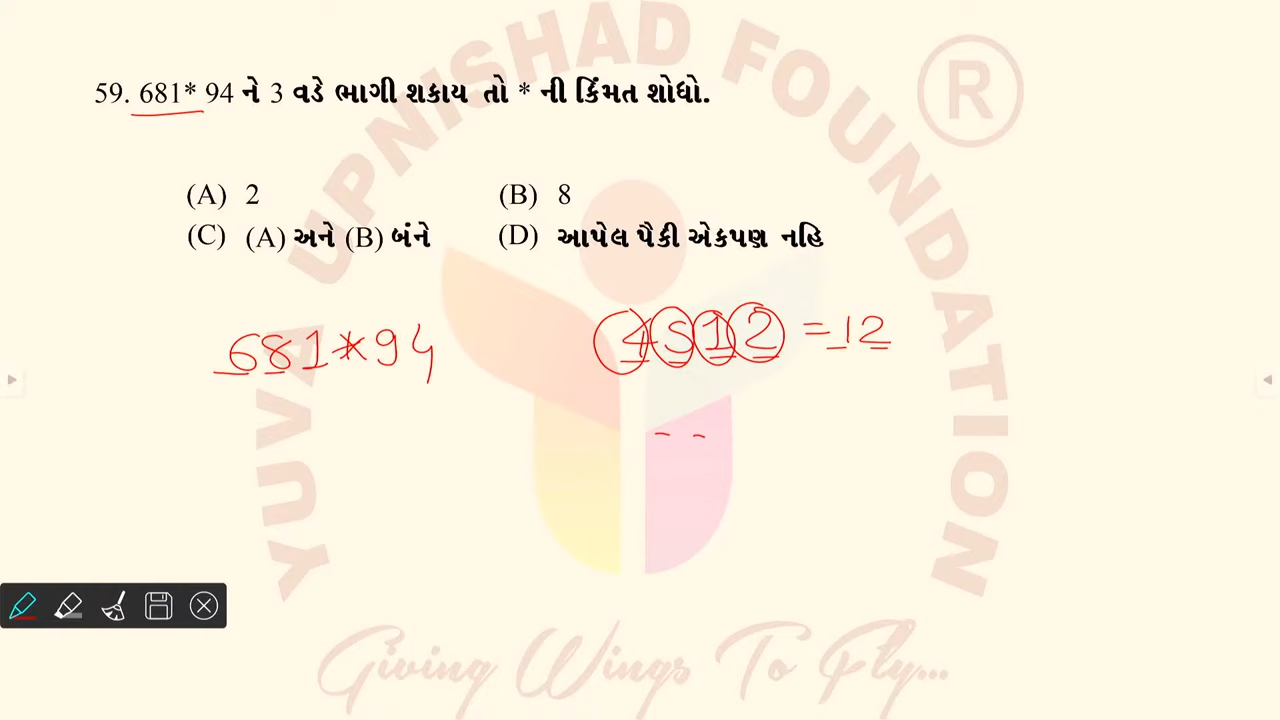 YUVA UPNISHAD FOUNDATION ®
59. 681* 94 ને 3 વડે ભાગી શકાય તો * ની કિંમત શોધો.
(A) 2 (B) 8
(C) (A) અને (B) બંને (D) આપેલ પૈકી એકપણ નહિ
681*94 4512 =12
Giving Wings To Fly...